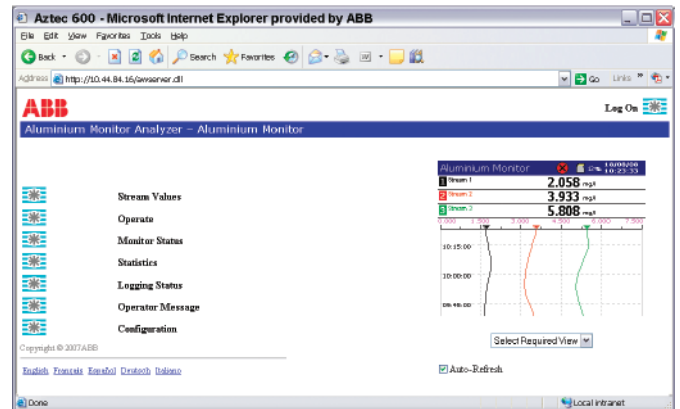 Aztec 600 - Microsoft Internet Explorer provided by ABB
File Edit View Favorites Tools Help
Back Search Favorites
Address http://10.44.84.16/awserver.dll Go Links »
ABB
Log On
Aluminium Monitor Analyzer – Aluminium Monitor
Stream Values
Operate
Monitor Status
Statistics
Logging Status
Operator Message
Configuration
Copyright © 2007ABB
English Français Español Deutsch Italiano
Aluminium Monitor 10:23:33
1 Stream 1 2.058 mg/l
2 Stream 2 3.933 mg/l
3 Stream 3 5.808 mg/l
0.000 1.500 3.000 4.500 6.000 7.500
10:15:00
10:00:00
09:45:00
Select Required View
Auto-Refresh
Done
Local intranet